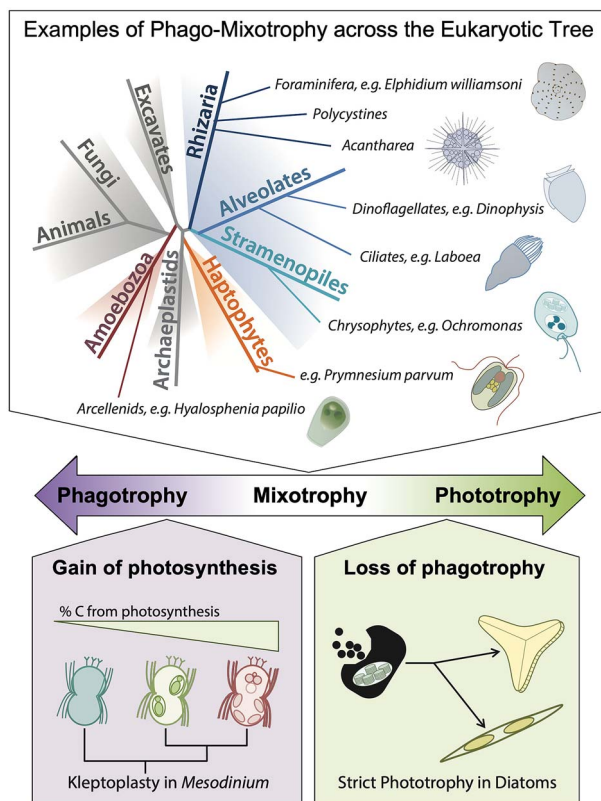 Examples of Phago-Mixotrophy across the Eukaryotic Tree
Foraminifera, e.g. Elphidium williamsoni
Polycystines
Acantharea
Dinoflagellates, e.g. Dinophysis
Ciliates, e.g. Laboea
Chrysophytes, e.g. Ochromonas
e.g. Prymnesium parvum
Arcellenids, e.g. Hyalosphenia papilio
Excavates
Rhizaria
Fungi
Alveolates
Animals
Stramenopiles
Amoebozoa
Haptophytes
Archaeplastids
Phagotrophy
Mixotrophy
Phototrophy
Gain of photosynthesis
% C from photosynthesis
Kleptoplasty in Mesodinium
Loss of phagotrophy
Strict Phototrophy in Diatoms